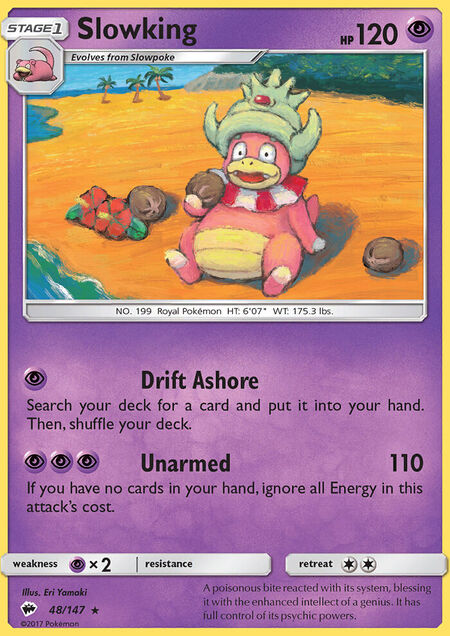 STAGE1 Slowking HP 120
Evolves from Slowpoke
NO. 199 Royal Pokémon HT: 6'07" WT: 175.3 lbs.
Drift Ashore
Search your deck for a card and put it into your hand.
Then, shuffle your deck.
Unarmed 110
If you have no cards in your hand, ignore all Energy in this
attack's cost.
weakness ×2 resistance retreat
Illus. Eri Yamaki
48/147
©2017 Pokémon
A poisonous bite reacted with its system, blessing
it with the enhanced intellect of a genius. It has
full control of its psychic powers.